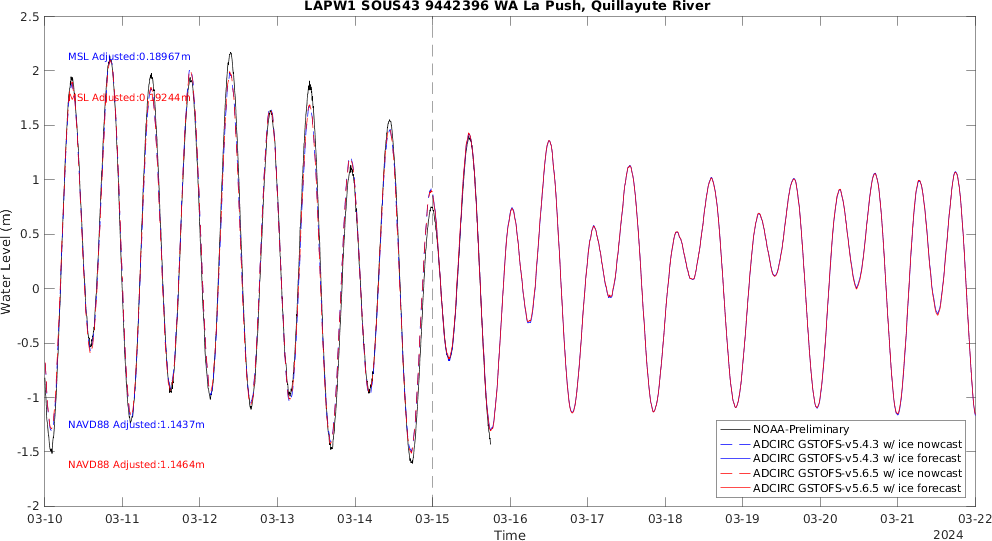 LAPW1 SOUS43 9442396 WA La Push, Quillayute River
2.5
2
1.5
1
0.5
0
-0.5
-1
-1.5
-2
Water Level (m)
MSL Adjusted:0.18967m
MSL Adjusted:0.19244m
NAVD88 Adjusted:1.1437m
NAVD88 Adjusted:1.1464m
NOAA-Preliminary
ADCIRC GSTOFS-v5.4.3 w/ ice nowcast
ADCIRC GSTOFS-v5.4.3 w/ ice forecast
ADCIRC GSTOFS-v5.6.5 w/ ice nowcast
ADCIRC GSTOFS-v5.6.5 w/ ice forecast
03-10 03-11 03-12 03-13 03-14 03-15 03-16 03-17 03-18 03-19 03-20 03-21 03-22
Time
2024